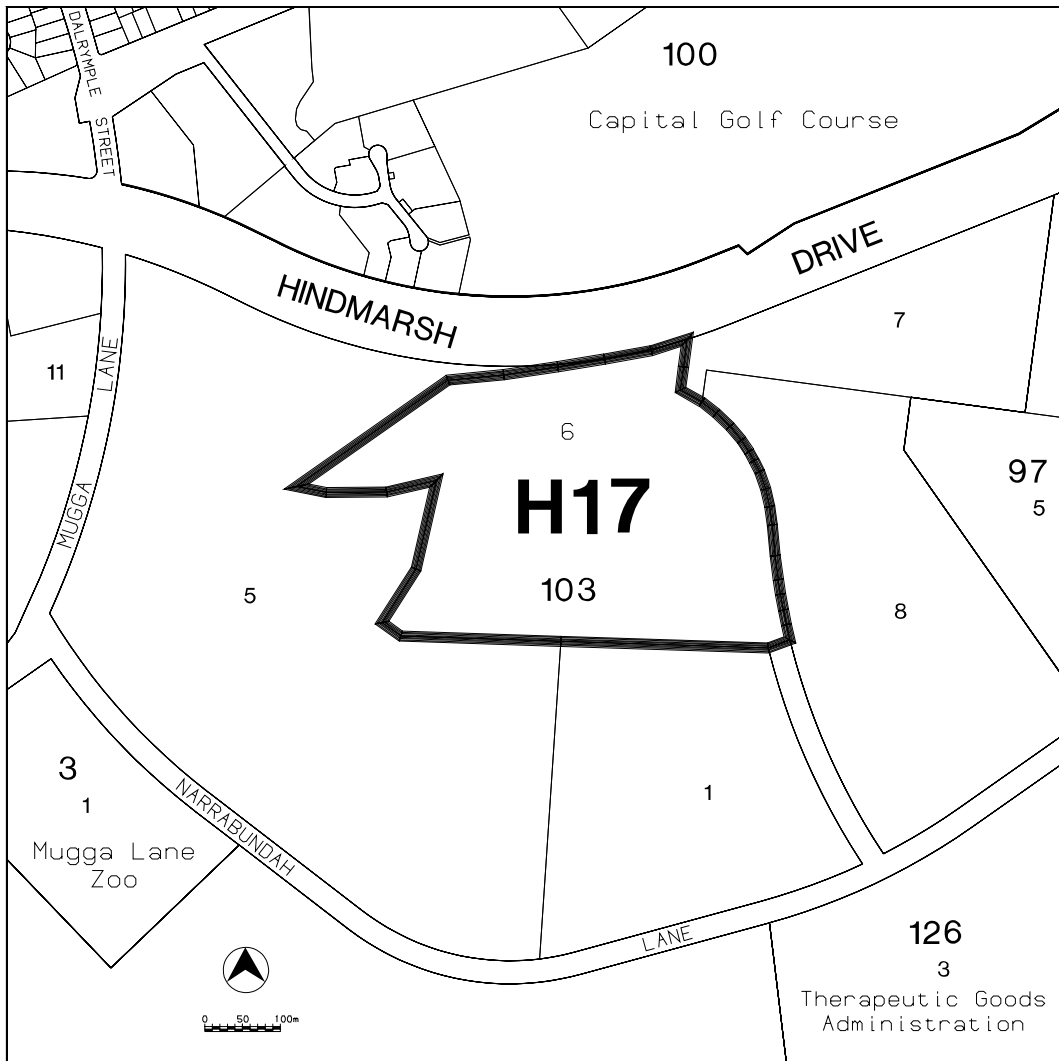 DALRYMPLE STREET
100
Capital Golf Course
HINDMARSH DRIVE
7
11
MUGGA LANE
6
H17
97
5
103
5
8
3
1
Mugga Lane
Zoo
NARRABUNDAH LANE
1
126
3
Therapeutic Goods
Administration
0 50 100m